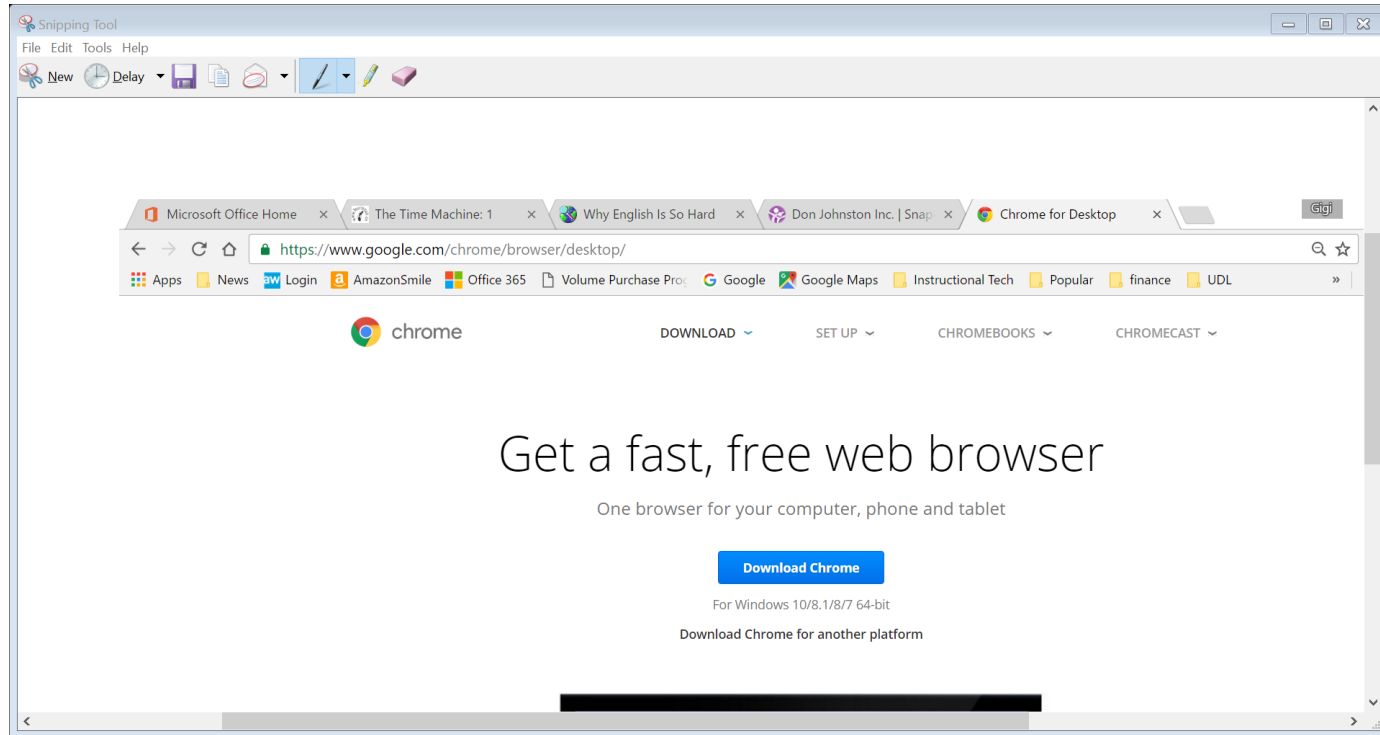 Snipping Tool
File Edit Tools Help
New Delay
Microsoft Office Home The Time Machine: 1 Why English Is So Hard Don Johnston Inc. | Snap Chrome for Desktop Gigi
https://www.google.com/chrome/browser/desktop/
Apps News aw Login a AmazonSmile Office 365 Volume Purchase Prog G Google Google Maps Instructional Tech Popular finance UDL »
chrome DOWNLOAD SET UP CHROMEBOOKS CHROMECAST
Get a fast, free web browser
One browser for your computer, phone and tablet
Download Chrome
For Windows 10/8.1/8/7 64-bit
Download Chrome for another platform